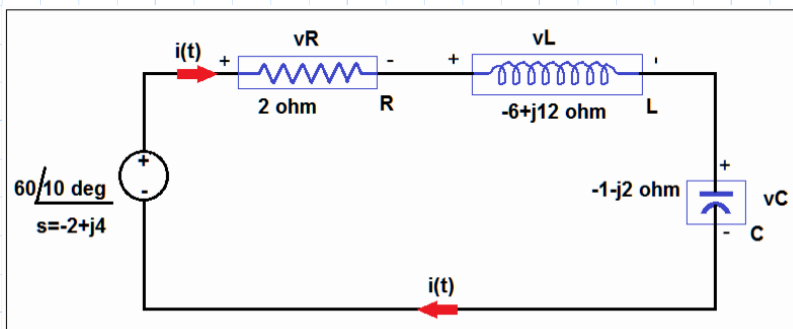 vR
vL
i(t)
+
-
+
-
2 ohm
R
-6+j12 ohm
L
+
-
60/10 deg
s=-2+j4
+
-1-j2 ohm
vC
-
C
i(t)